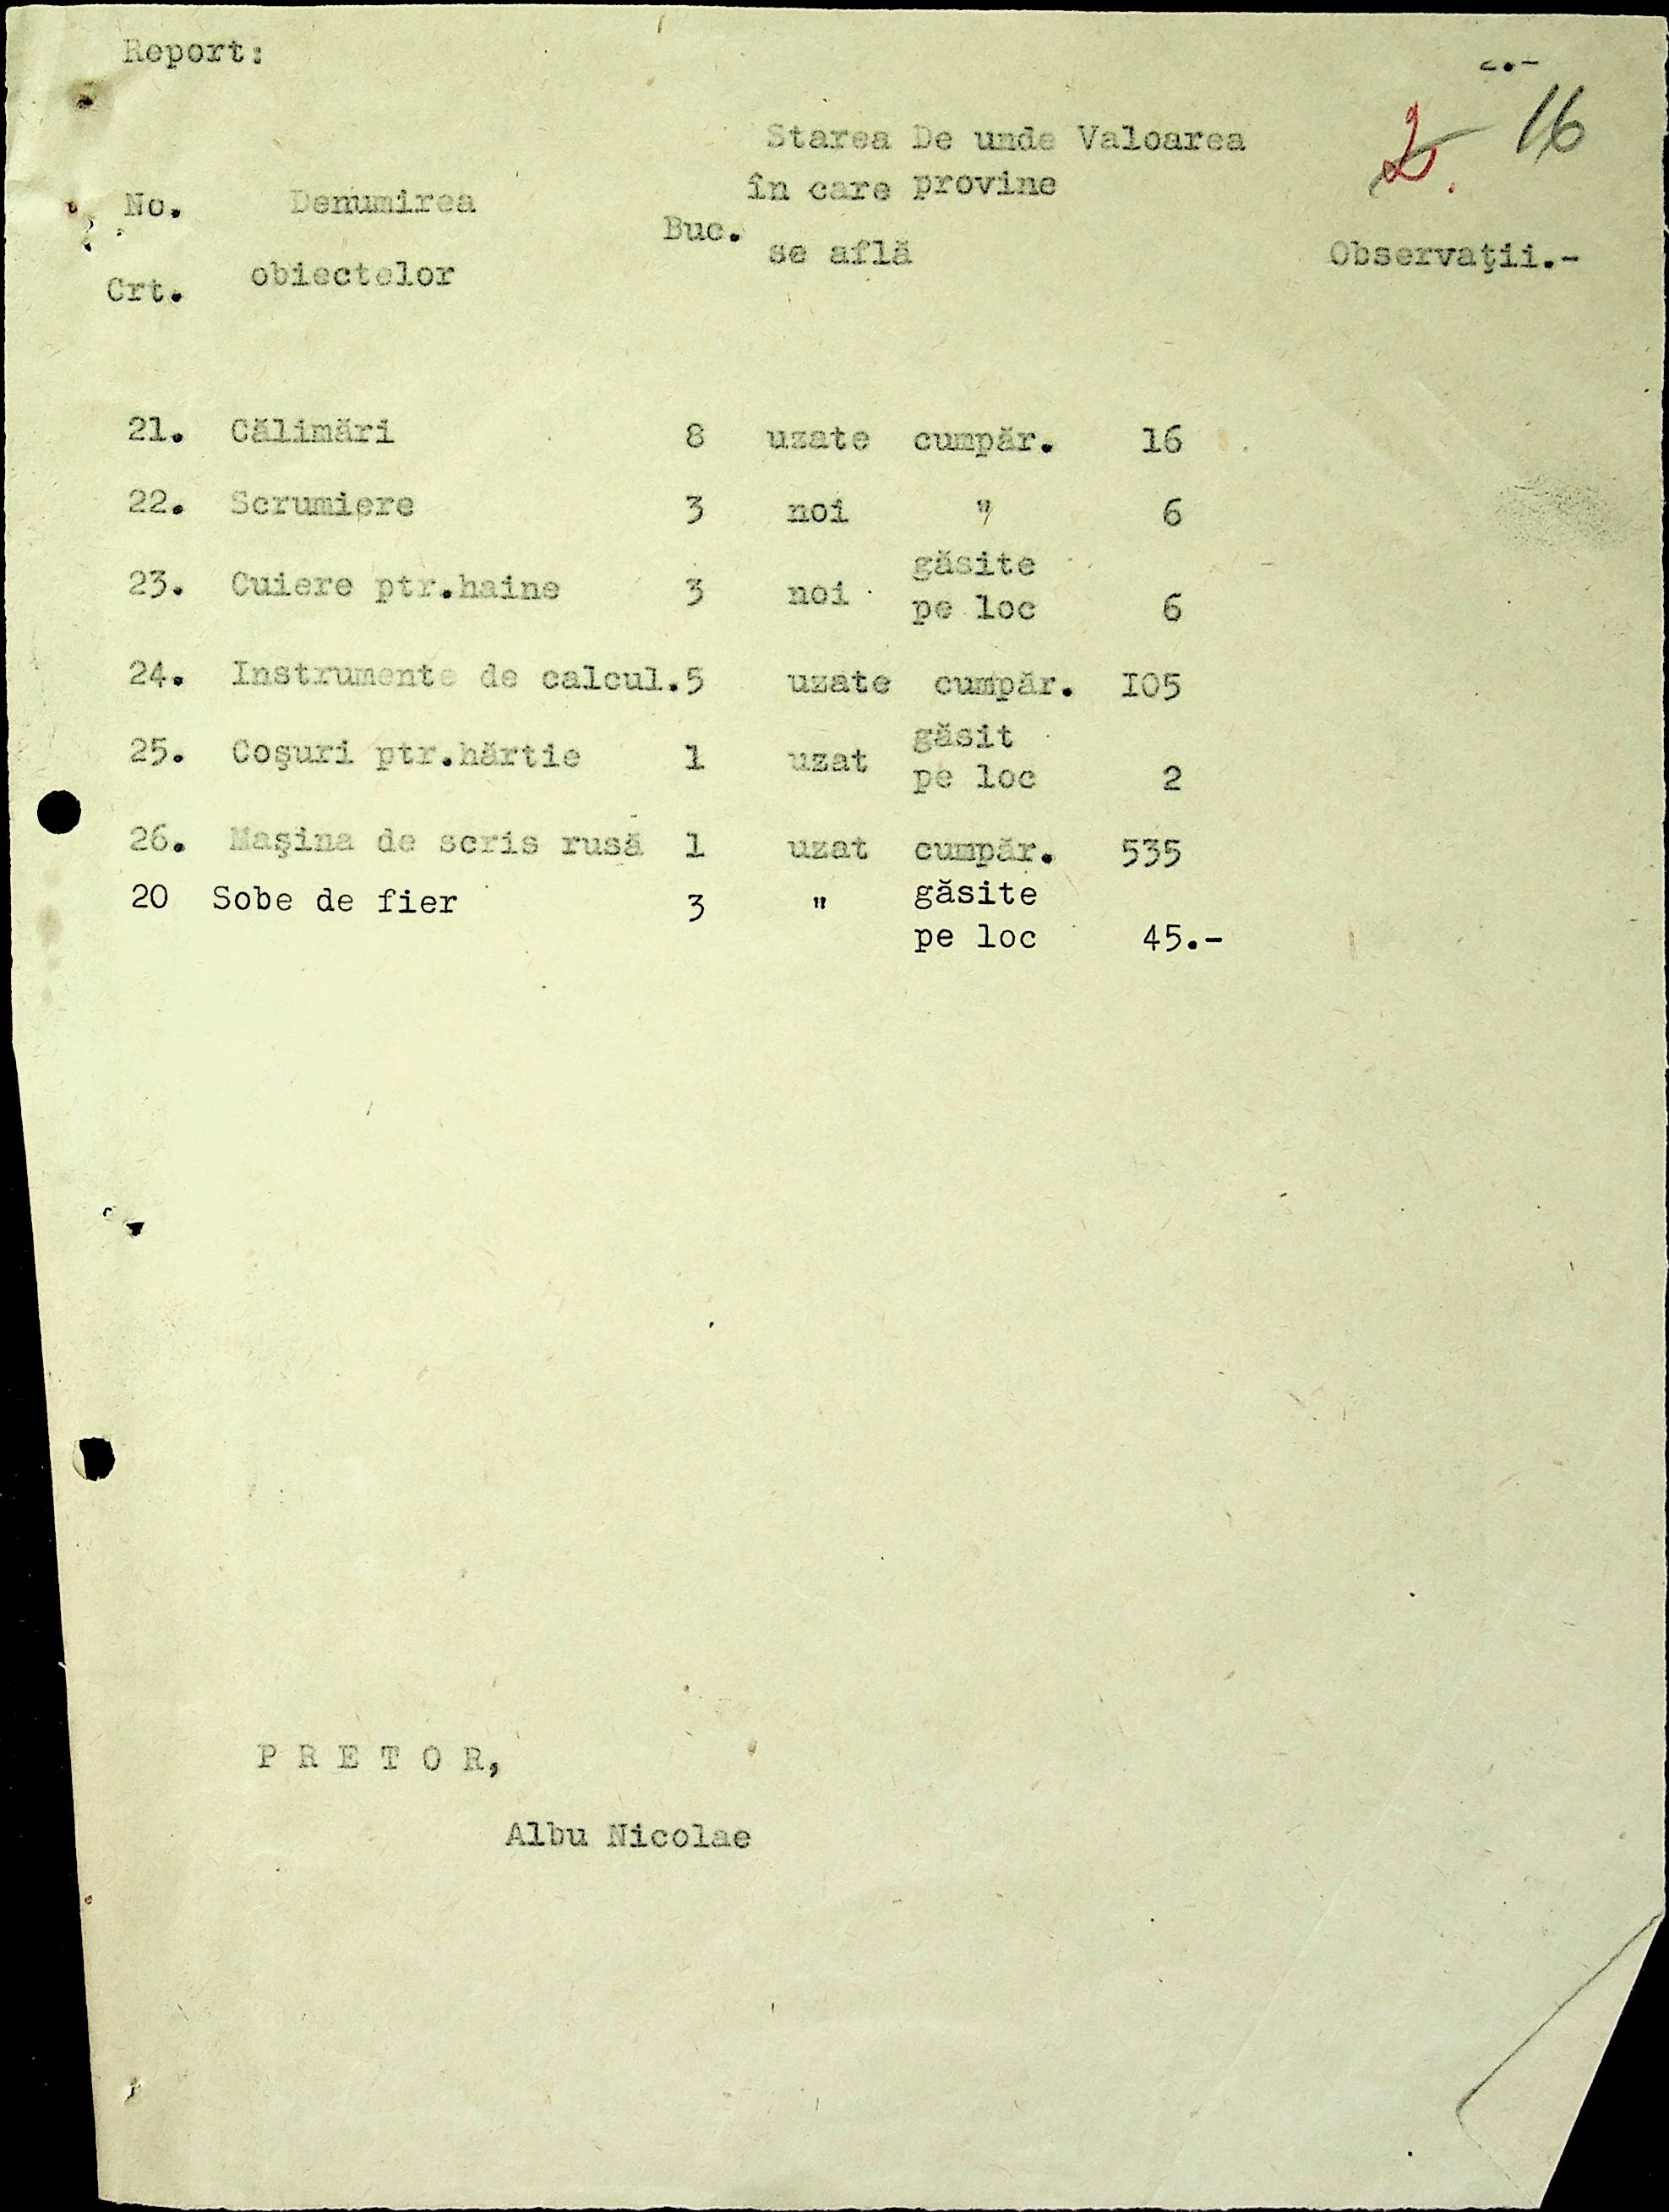 Report:
2.-
2. 16
Starea De unde Valoarea
în care provine
No. Denumirea
Buc.
se află Observaţii.-
Crt. obiectelor
21. Călimări 8 uzate cumpăr. 16
22. Scrumiere 3 noi " 6
găsite
23. Cuiere ptr.haine 3 noi pe loc 6
24. Instrumente de calcul.5 uzate cumpăr. I05
găsit
25. Coşuri ptr.hărtie 1 uzat pe loc 2
26. Maşina de scris rusă 1 uzat cumpăr. 535
20 Sobe de fier 3 " găsite
pe loc 45.-
P R E T O R,
Albu Nicolae